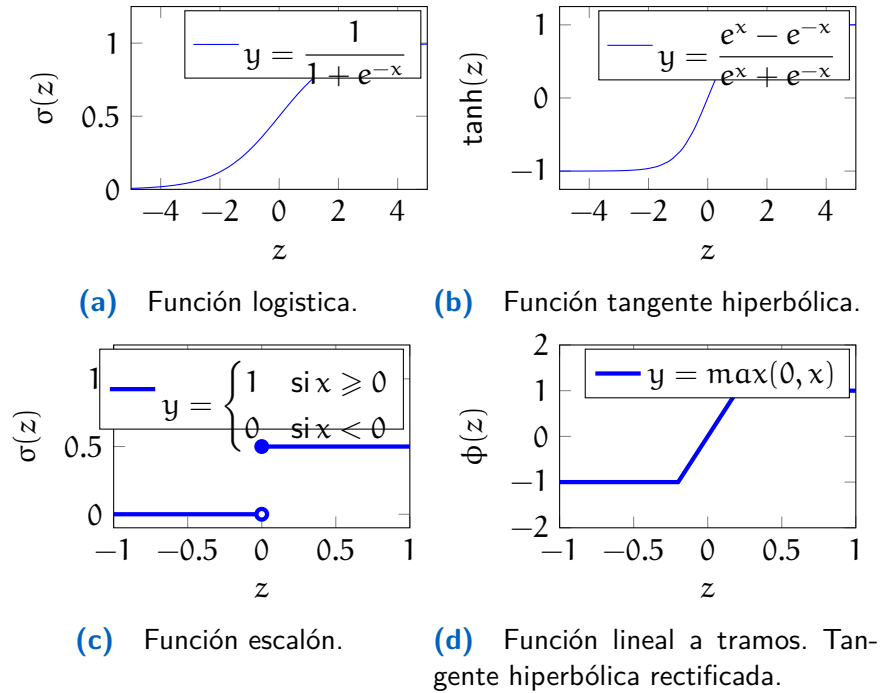 1
0.5
0
σ(z)
y = 1 / (1 + e^{−x})
−4 −2 0 2 4
z
(a) Función logistica.
1
0
−1
tanh(z)
y = (e^x − e^{−x}) / (e^x + e^{−x})
−4 −2 0 2 4
z
(b) Función tangente hiperbólica.
1
0.5
0
σ(z)
y = { 1 si x ⩾ 0
0 si x < 0
−1 −0.5 0 0.5 1
z
(c) Función escalón.
2
1
0
−1
−2
ϕ(z)
y = max(0, x)
−1 −0.5 0 0.5 1
z
(d) Función lineal a tramos. Tan-
gente hiperbólica rectificada.